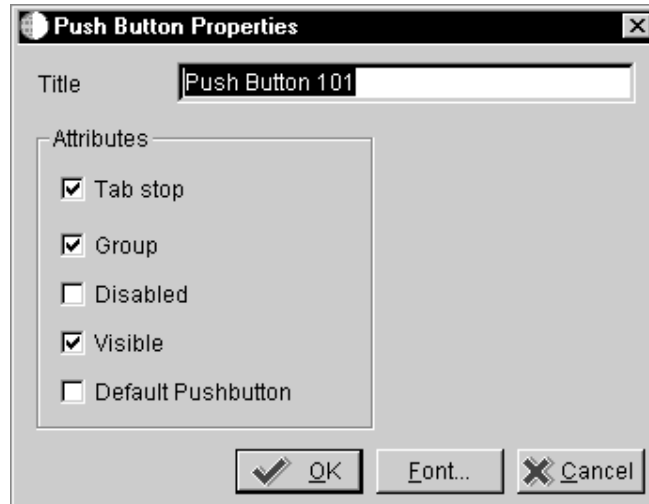 Push Button Properties
Title Push Button 101
Attributes
Tab stop
Group
Disabled
Visible
Default Pushbutton
OK Font... Cancel